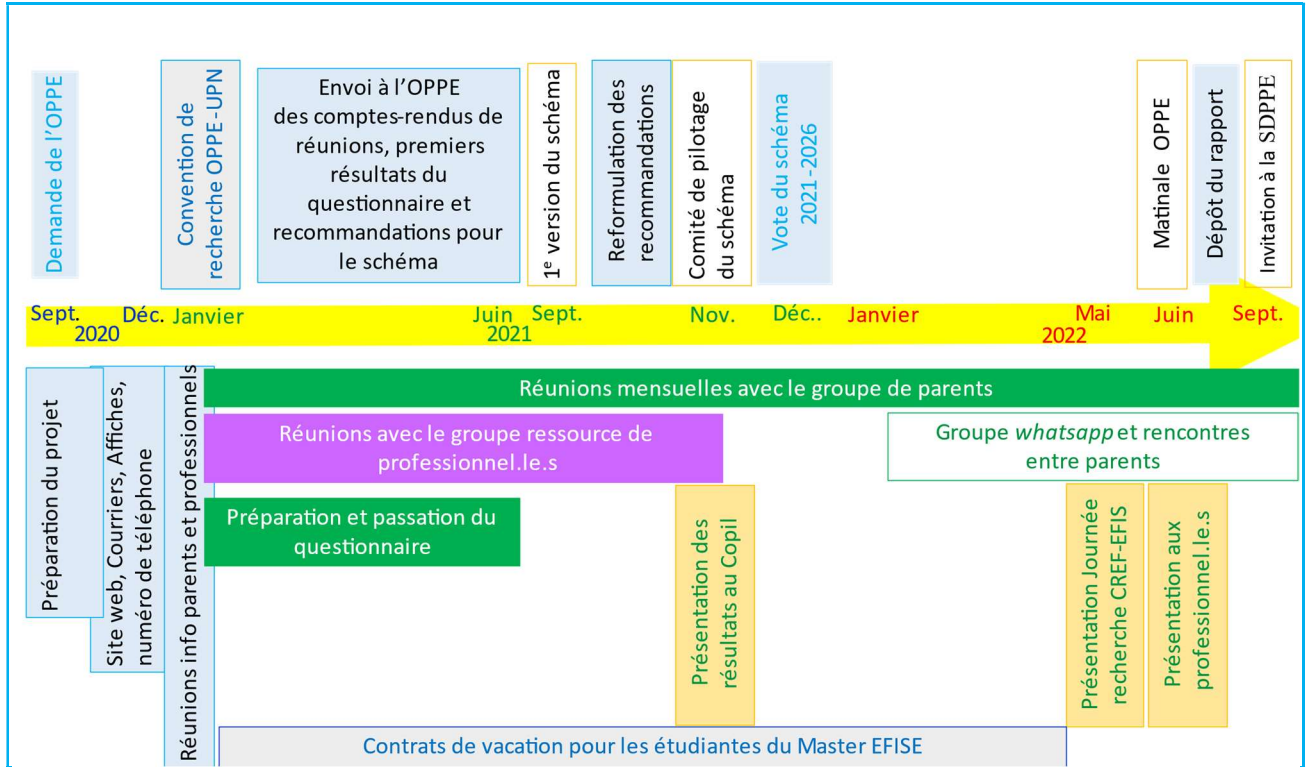 Demande de l'OPPE
Convention de
recherche OPPE-UPN
Envoi à l'OPPE
des comptes-rendus de
réunions, premiers
résultats du
questionnaire et
recommandations pour
le schéma
1e version du schéma
Reformulation des
recommandations
Comité de pilotage
du schéma
Vote du schéma
2021-2026
Matinale OPPE
Dépôt du rapport
Invitation à la SDPPE
Sept. Déc. Janvier Juin Sept. Nov. Déc.. Janvier Mai Juin Sept.
2020 2021 2022
Préparation du projet
Site web, Courriers, Affiches,
numéro de téléphone
Réunions info parents et professionnels
Réunions mensuelles avec le groupe de parents
Réunions avec le groupe ressource de
professionnel.le.s
Groupe whatsapp et rencontres
entre parents
Préparation et passation du
questionnaire
Présentation des
résultats au Copil
Présentation Journée
recherche CREF-EFIS
Présentation aux
professionnel.le.s
Contrats de vacation pour les étudiantes du Master EFISE